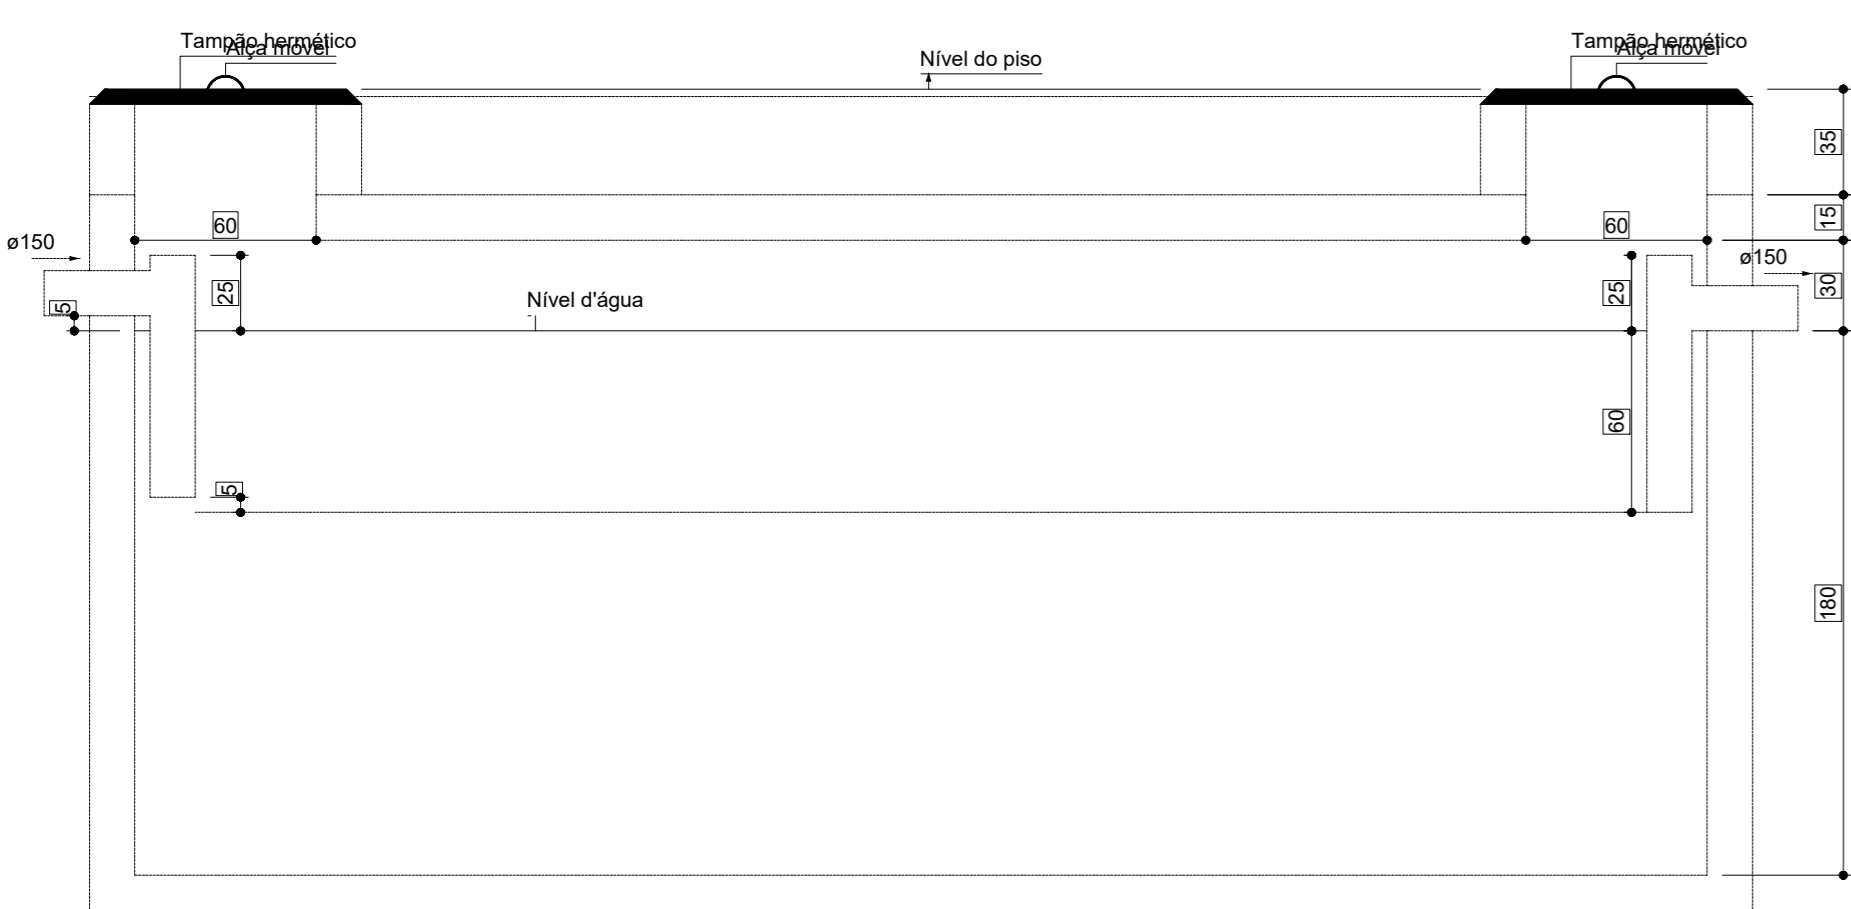 Tampão hermético
Alça móvel
Nível do piso
Tampão hermético
Alça móvel
35
15
60
60
ø150
ø150
25
25
30
5
Nível d'água
60
5
180